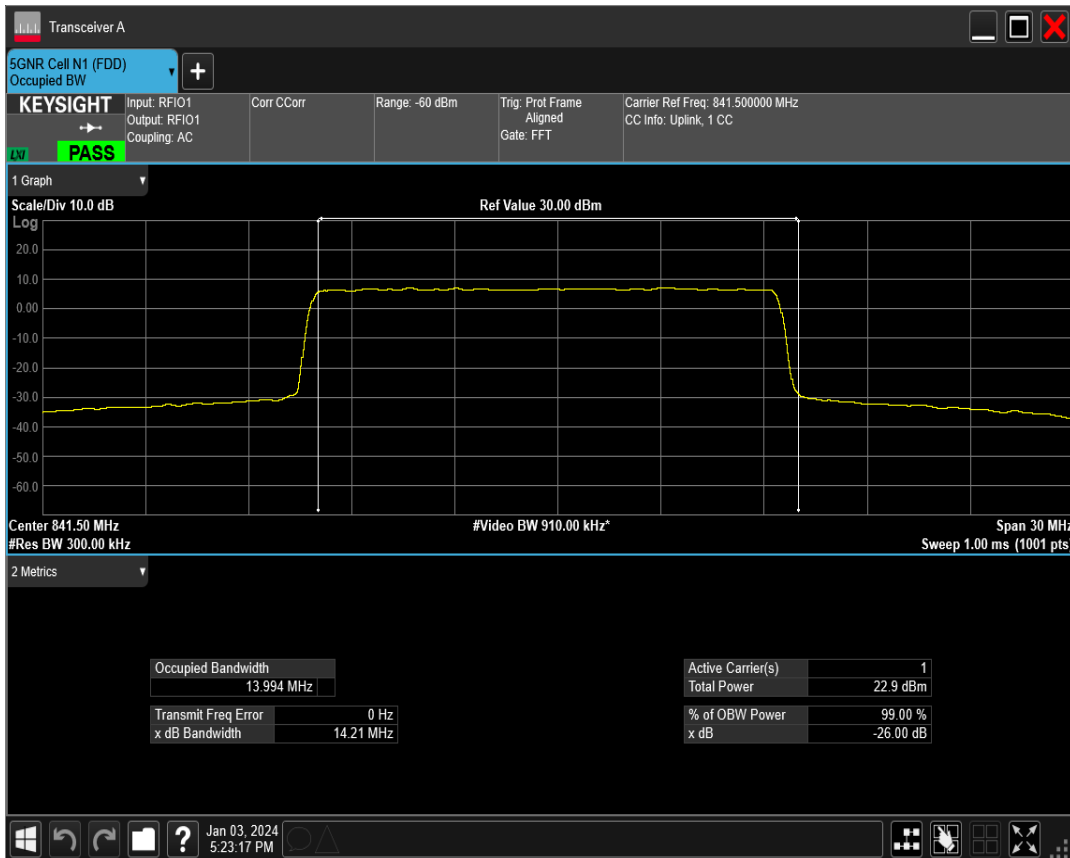 Transceiver A
5GNR Cell N1 (FDD)
Occupied BW
KEYSIGHT
LXI
PASS
Input: RFIO1
Output: RFIO1
Coupling: AC
Corr CCorr
Range: -60 dBm
Trig: Prot Frame
Aligned
Gate: FFT
Carrier Ref Freq: 841.500000 MHz
CC Info: Uplink, 1 CC
1 Graph
Scale/Div 10.0 dB
Ref Value 30.00 dBm
Log
20.0
10.0
0.00
-10.0
-20.0
-30.0
-40.0
-50.0
-60.0
Center 841.50 MHz
#Video BW 910.00 kHz*
Span 30 MHz
#Res BW 300.00 kHz
Sweep 1.00 ms (1001 pts)
2 Metrics
Occupied Bandwidth
13.994 MHz
Transmit Freq Error 0 Hz
x dB Bandwidth 14.21 MHz
Active Carrier(s) 1
Total Power 22.9 dBm
% of OBW Power 99.00 %
x dB -26.00 dB
?
Jan 03, 2024
5:23:17 PM